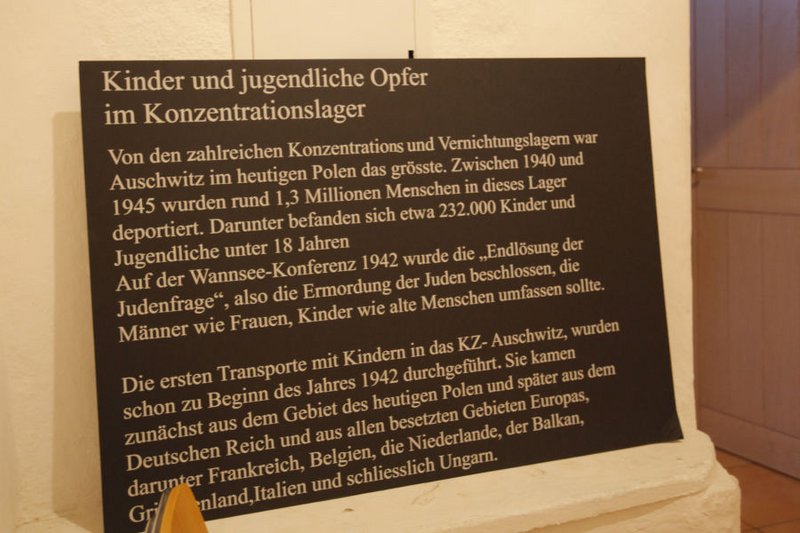 Kinder und jugendliche Opfer
im Konzentrationslager
Von den zahlreichen Konzentrations und Vernichtungslagern war
Auschwitz im heutigen Polen das grösste. Zwischen 1940 und
1945 wurden rund 1,3 Millionen Menschen in dieses Lager
deportiert. Darunter befanden sich etwa 232.000 Kinder und
Jugendliche unter 18 Jahren
Auf der Wannsee-Konferenz 1942 wurde die „Endlösung der
Judenfrage“, also die Ermordung der Juden beschlossen, die
Männer wie Frauen, Kinder wie alte Menschen umfassen sollte.
Die ersten Transporte mit Kindern in das KZ- Auschwitz, wurden
schon zu Beginn des Jahres 1942 durchgeführt. Sie kamen
zunächst aus dem Gebiet des heutigen Polen und später aus dem
Deutschen Reich und aus allen besetzten Gebieten Europas,
darunter Frankreich, Belgien, die Niederlande, der Balkan,
Italien und schliesslich Ungarn.